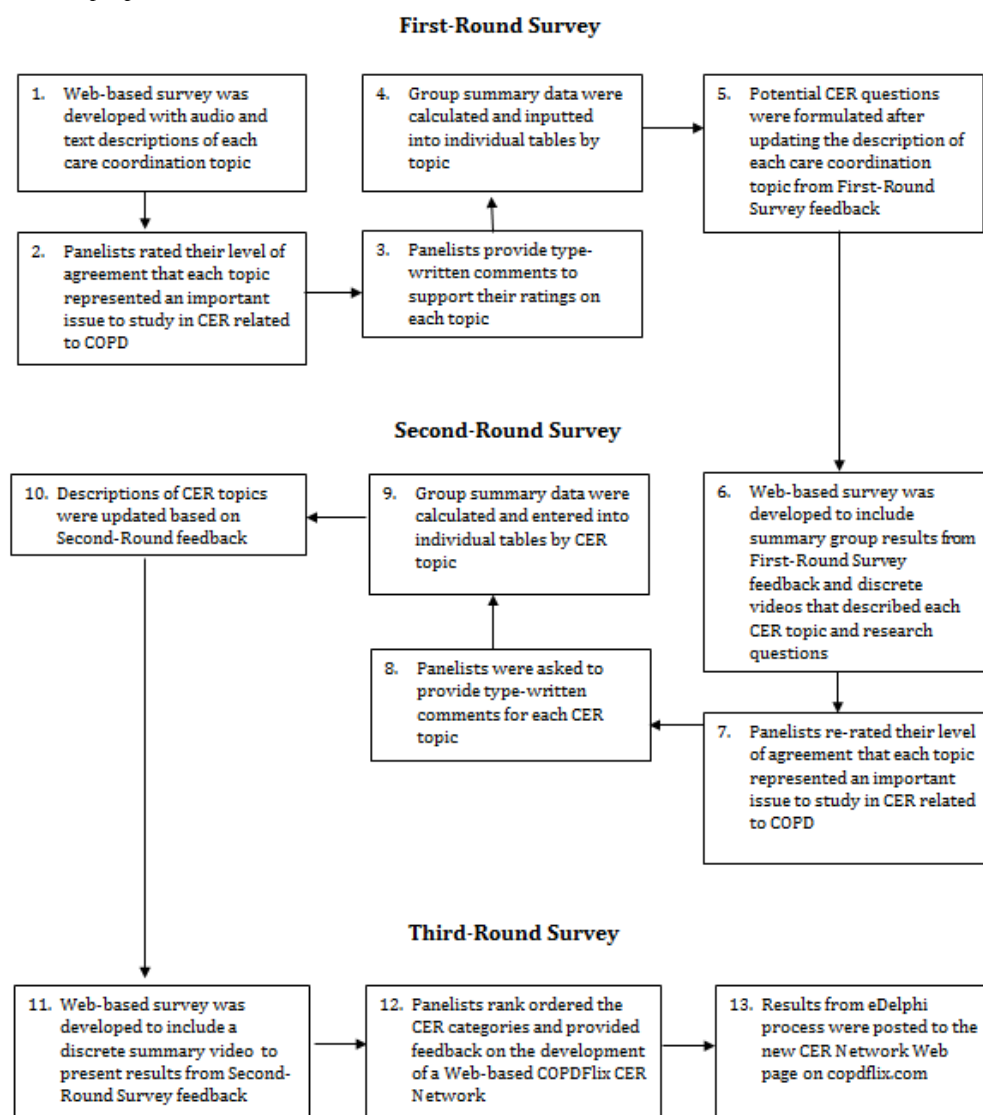 First-Round Survey
1. Web-based survey was
developed with audio and
text descriptions of each
care coordination topic
2. Panelists rated their level of
agreement that each topic
represented an important
issue to study in CER related
to COPD
3. Panelists provide type-
written comments to
support their ratings on
each topic
4. Group summary data were
calculated and inputted
into individual tables by
topic
5. Potential CER questions
were formulated after
updating the description of
each care coordination
topic from First-Round
Survey feedback
Second-Round Survey
6. Web-based survey was
developed to include
summary group results from
First-Round Survey
feedback and discrete
videos that described each
CER topic and research
questions
7. Panelists re-rated their level
of agreement that each topic
represented an important
issue to study in CER related
to COPD
8. Panelists were asked to
provide type-written
comments for each CER
topic
9. Group summary data were
calculated and entered into
individual tables by CER
topic
10. Descriptions of CER topics
were updated based on
Second-Round feedback
Third-Round Survey
11. Web-based survey was
developed to include a
discrete summary video to
present results from Second-
Round Survey feedback
12. Panelists rank ordered the
CER categories and provided
feedback on the development
of a Web-based COPDFlix CER
Network
13. Results from eDelphi
process were posted to the
new CER Network Web
page on copdflix.com